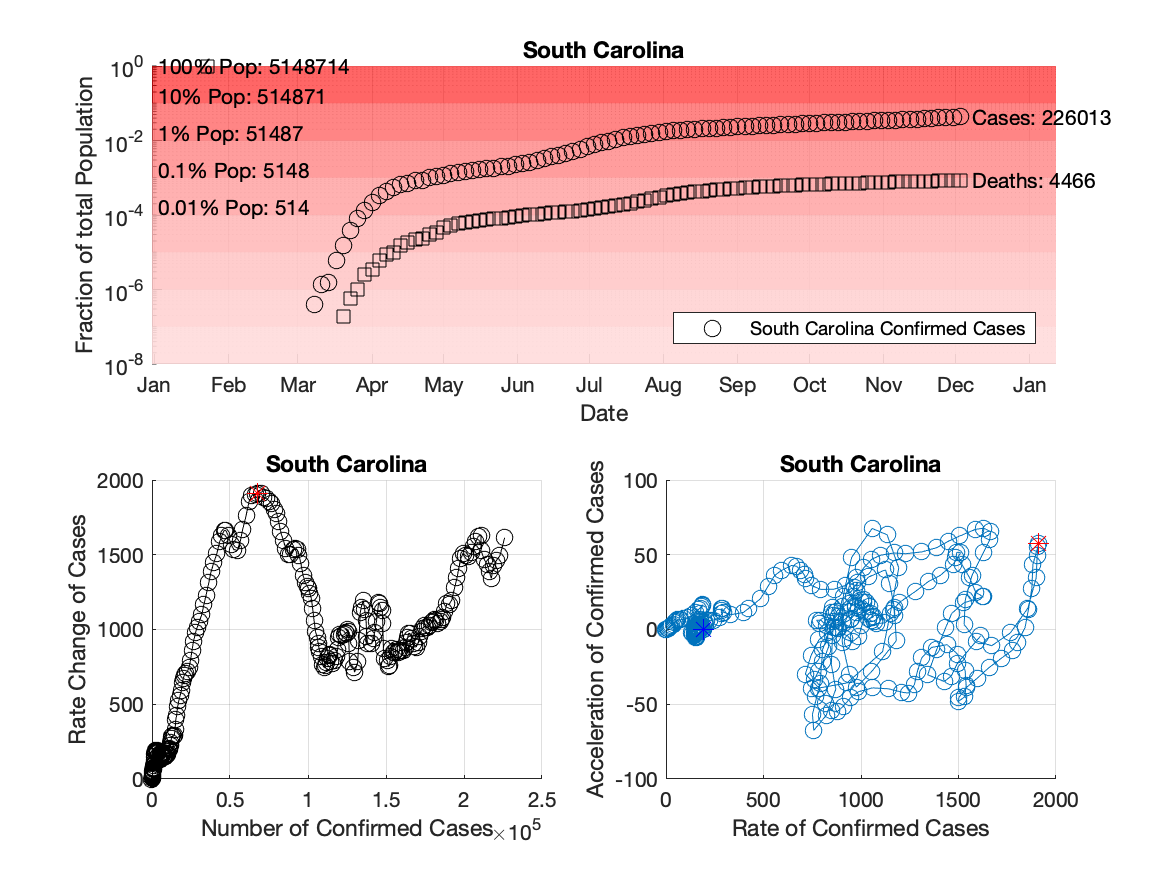 South Carolina
10^0
10^-2
10^-4
10^-6
10^-8
Fraction of total Population
100% Pop: 5148714
10% Pop: 514871
1% Pop: 51487
0.1% Pop: 5148
0.01% Pop: 514
Cases: 226013
Deaths: 4466
South Carolina Confirmed Cases
Jan Feb Mar Apr May Jun Jul Aug Sep Oct Nov Dec Jan
Date
South Carolina
2000
1500
1000
500
0
Rate Change of Cases
0 0.5 1 1.5 2 2.5
Number of Confirmed Cases ×10^5
South Carolina
100
50
0
-50
-100
Acceleration of Confirmed Cases
0 500 1000 1500 2000
Rate of Confirmed Cases